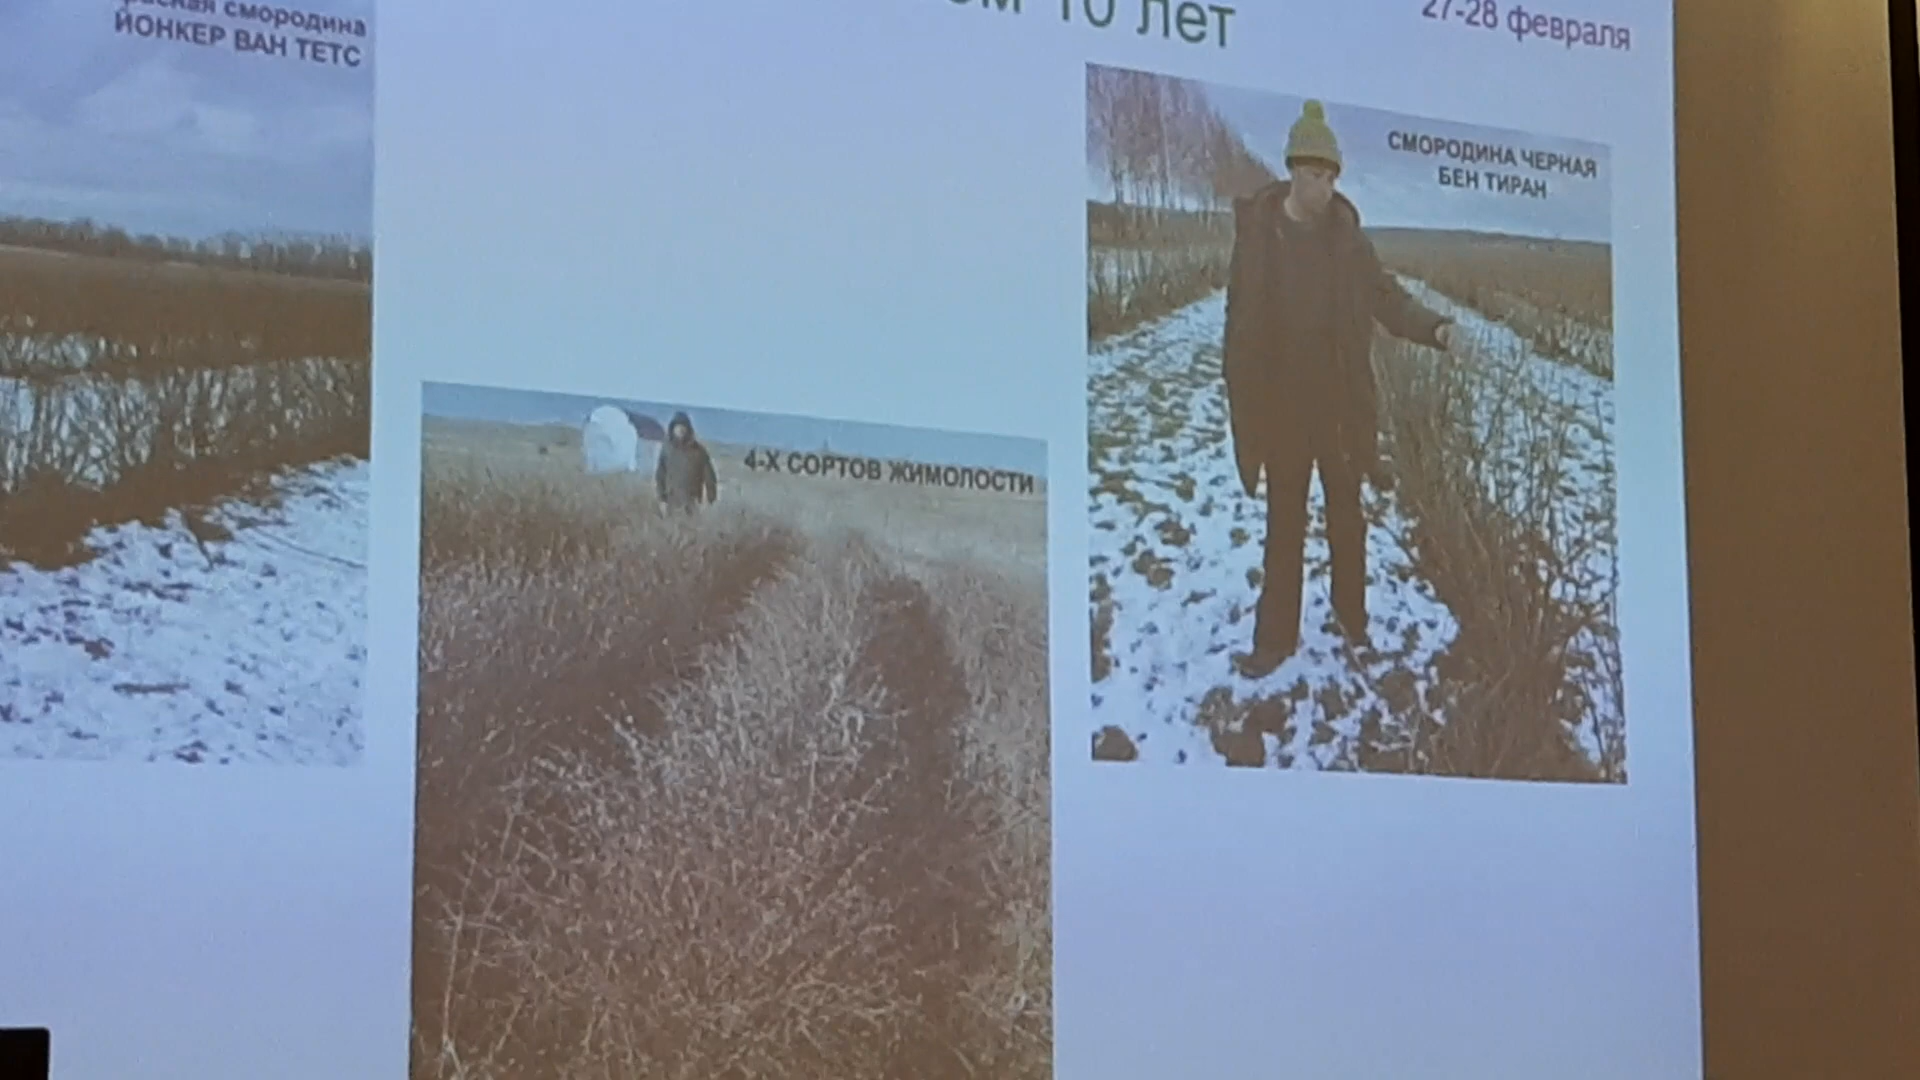 смородина
ЙОНКЕР ВАН ТЕТС
10 лет
27-28 февраля
4-Х СОРТОВ ЖИМОЛОСТИ
СМОРОДИНА ЧЕРНАЯ
БЕН ТИРАН